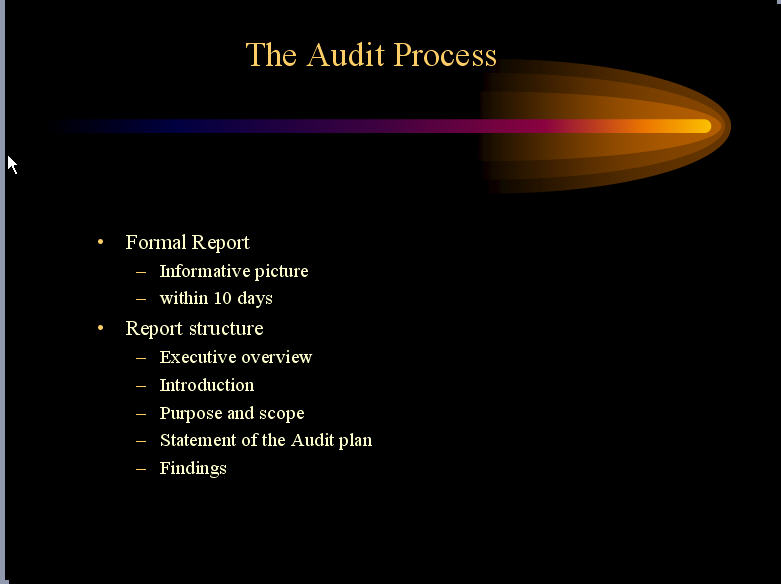 The Audit Process
• Formal Report
– Informative picture
– within 10 days
• Report structure
– Executive overview
– Introduction
– Purpose and scope
– Statement of the Audit plan
– Findings